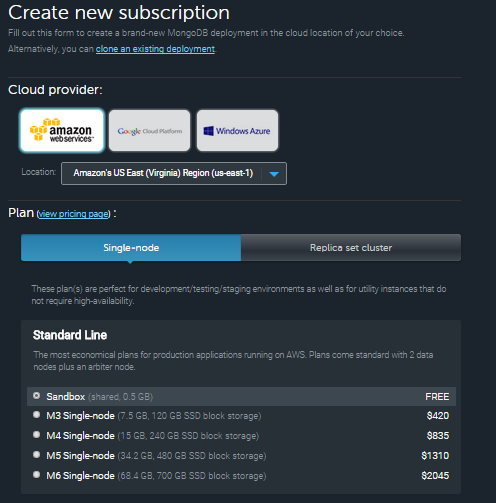 Create new subscription
Fill out this form to create a brand-new MongoDB deployment in the cloud location of your choice.
Alternatively, you can clone an existing deployment.
Cloud provider:
amazon
webservices™
Google Cloud Platform
Windows Azure
Location:
Amazon's US East (Virginia) Region (us-east-1)
Plan (view pricing page) :
Single-node
Replica set cluster
These plan(s) are perfect for development/testing/staging environments as well as for utility instances that do
not require high-availability.
Standard Line
The most economical plans for production applications running on AWS. Plans come standard with 2 data
nodes plus an arbiter node.
Sandbox (shared, 0.5 GB) FREE
M3 Single-node (7.5 GB, 120 GB SSD block storage) $420
M4 Single-node (15 GB, 240 GB SSD block storage) $835
M5 Single-node (34.2 GB, 480 GB SSD block storage) $1310
M6 Single-node (68.4 GB, 700 GB SSD block storage) $2045